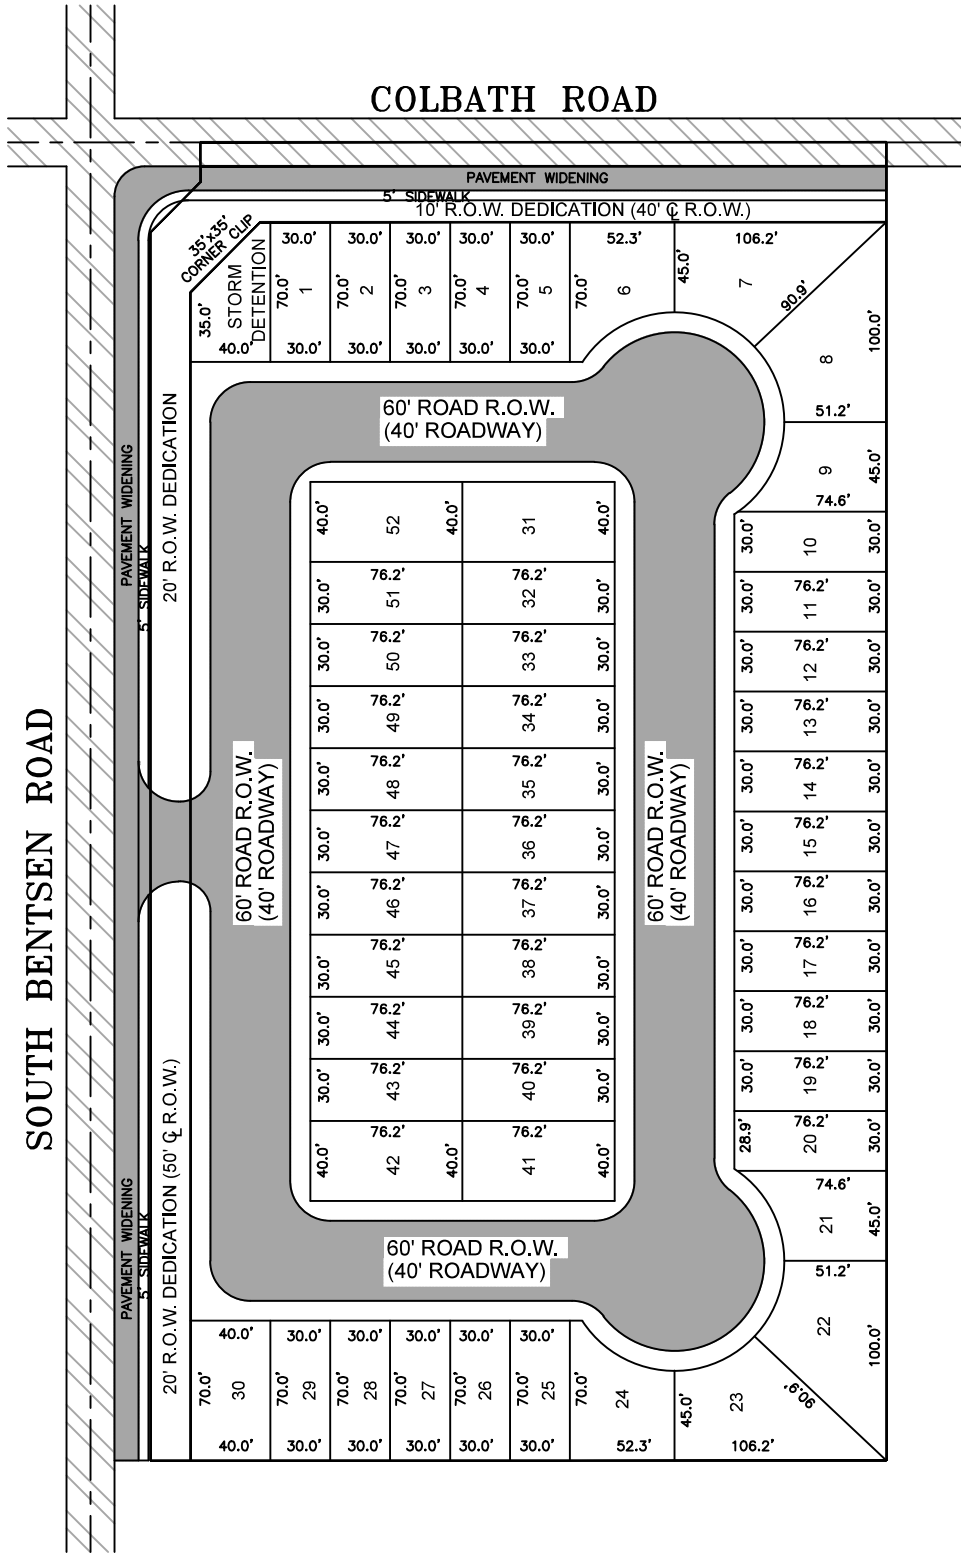 COLBATH ROAD
PAVEMENT WIDENING
5' SIDEWALK
10' R.O.W. DEDICATION (40' ℄ R.O.W.)
35'x35'
CORNER CLIP
STORM
DETENTION
35.0'
40.0'
30.0' 30.0' 30.0' 30.0' 30.0' 52.3' 106.2'
70.0' 70.0' 70.0' 70.0' 70.0' 70.0' 45.0' 90.9'
1 2 3 4 5 6 7
30.0' 30.0' 30.0' 30.0' 30.0'
8
100.0'
51.2'
9
45.0'
74.6'
60' ROAD R.O.W.
(40' ROADWAY)
SOUTH BENTSEN ROAD
PAVEMENT WIDENING
5' SIDEWALK
20' R.O.W. DEDICATION
60' ROAD R.O.W.
(40' ROADWAY)
40.0' 52 40.0' 31 40.0'
76.2' 76.2'
30.0' 51 32 30.0'
76.2' 76.2'
30.0' 50 33 30.0'
76.2' 76.2'
30.0' 49 34 30.0'
76.2' 76.2'
30.0' 48 35 30.0'
76.2' 76.2'
30.0' 47 36 30.0'
76.2' 76.2'
30.0' 46 37 30.0'
76.2' 76.2'
30.0' 45 38 30.0'
76.2' 76.2'
30.0' 44 39 30.0'
76.2' 76.2'
30.0' 43 40 30.0'
76.2' 76.2'
40.0' 42 40.0' 41 40.0'
60' ROAD R.O.W.
(40' ROADWAY)
30.0' 10 30.0'
76.2'
30.0' 11 30.0'
76.2'
30.0' 12 30.0'
76.2'
30.0' 13 30.0'
76.2'
30.0' 14 30.0'
76.2'
30.0' 15 30.0'
76.2'
30.0' 16 30.0'
76.2'
30.0' 17 30.0'
76.2'
30.0' 18 30.0'
76.2'
30.0' 19 30.0'
76.2'
28.9' 20 30.0'
74.6'
21
45.0'
51.2'
22
100.0'
PAVEMENT WIDENING
5' SIDEWALK
20' R.O.W. DEDICATION (50' ℄ R.O.W.)
60' ROAD R.O.W.
(40' ROADWAY)
40.0' 30.0' 30.0' 30.0' 30.0' 30.0'
70.0' 70.0' 70.0' 70.0' 70.0' 70.0' 45.0' 90.9'
30 29 28 27 26 25 24 23
40.0' 30.0' 30.0' 30.0' 30.0' 30.0' 52.3' 106.2'